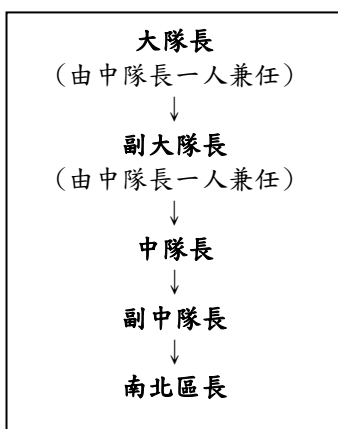 大隊長
（由中隊長一人兼任）
↓
副大隊長
（由中隊長一人兼任）
↓
中隊長
↓
副中隊長
↓
南北區長